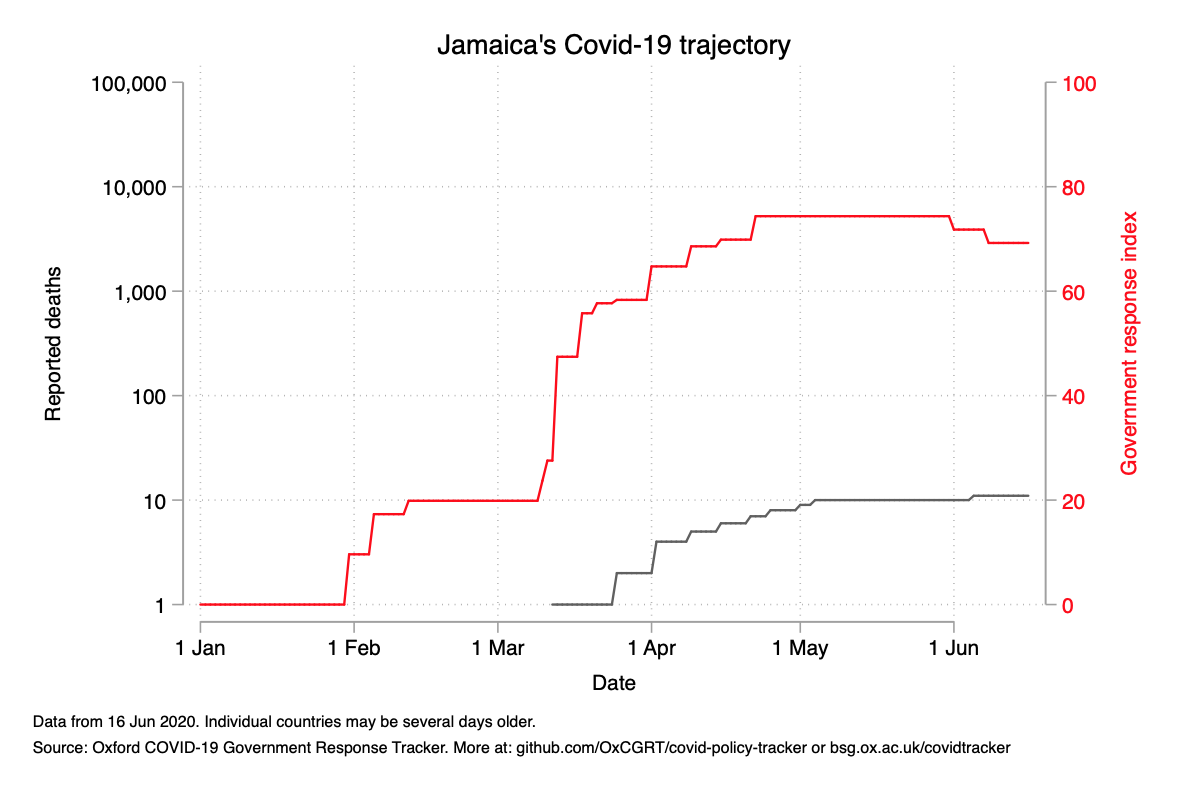 Jamaica's Covid-19 trajectory
100,000
10,000
1,000
100
10
1
Reported deaths
100
80
60
40
20
0
Government response index
1 Jan
1 Feb
1 Mar
1 Apr
1 May
1 Jun
Date
Data from 16 Jun 2020. Individual countries may be several days older.
Source: Oxford COVID-19 Government Response Tracker. More at: github.com/OxCGRT/covid-policy-tracker or bsg.ox.ac.uk/covidtracker